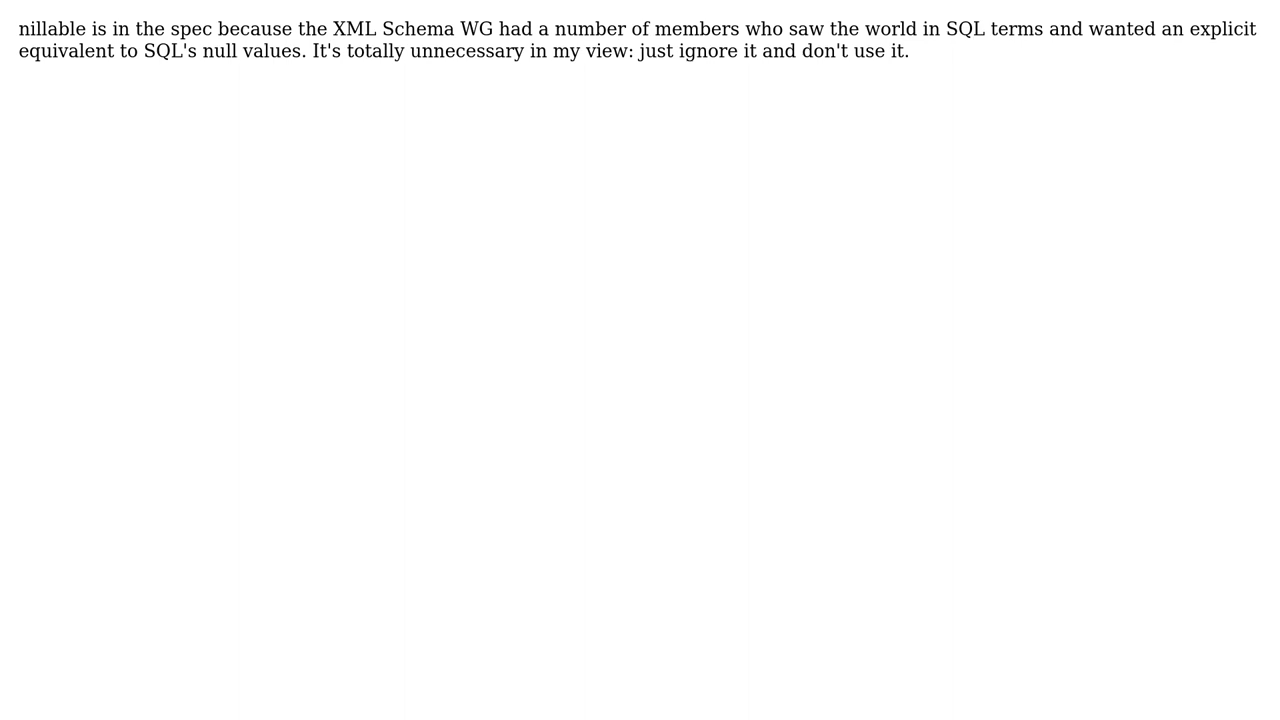 nillable is in the spec because the XML Schema WG had a number of members who saw the world in SQL terms and wanted an explicit
equivalent to SQL's null values. It's totally unnecessary in my view: just ignore it and don't use it.